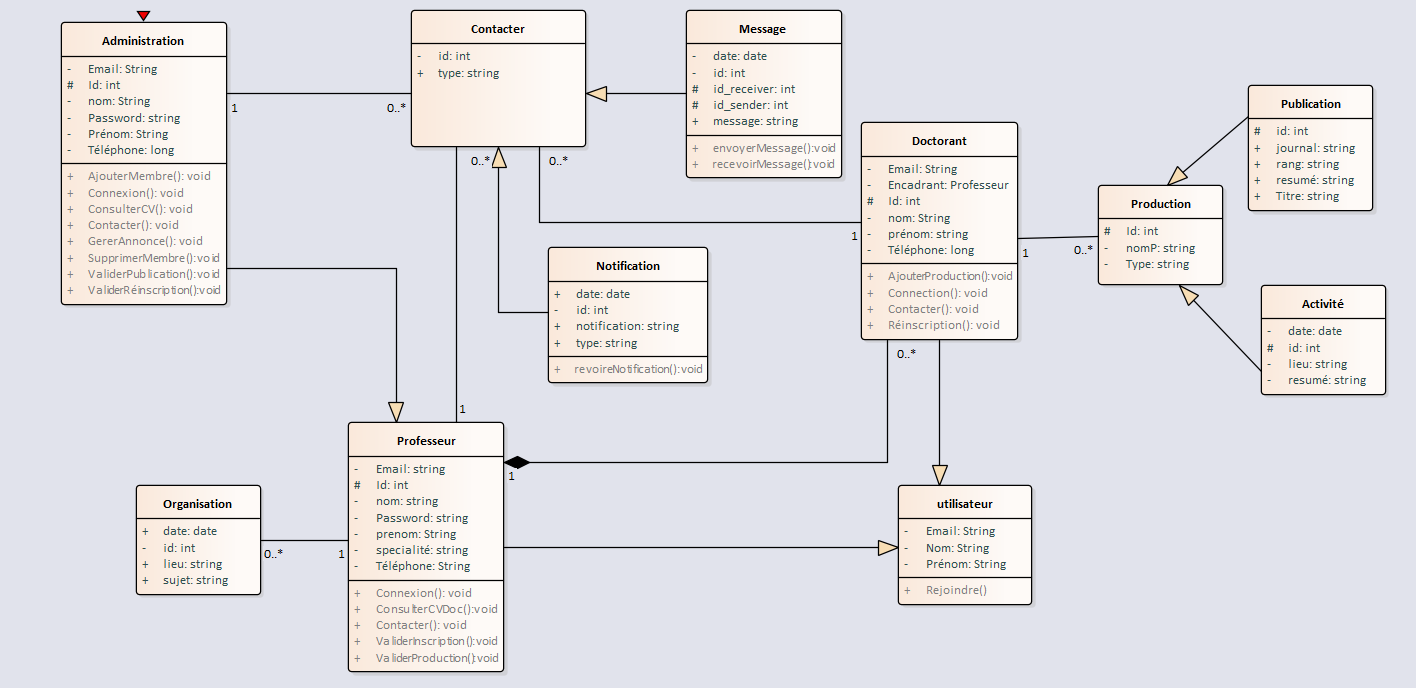 Administration
- Email: String
# Id: int
- nom: String
- Password: string
- Prénom: String
- Téléphone: long
+ AjouterMembre(): void
+ Connexion(): void
+ ConsulterCV(): void
+ Contacter(): void
+ GererAnnonce(): void
+ SupprimerMembre():void
+ ValiderPublication():void
+ ValiderRéinscription():void
1
0..*
Contacter
- id: int
+ type: string
0..*
0..*
Message
- date: date
- id: int
# id_receiver: int
# id_sender: int
+ message: string
+ envoyerMessage():void
+ recevoirMessage():void
Doctorant
- Email: String
- Encadrant: Professeur
# Id: int
- nom: String
- prénom: string
- Téléphone: long
+ AjouterProduction():void
+ Connection(): void
+ Contacter(): void
+ Réinscription(): void
1
1
0..*
0..*
Publication
# id: int
+ journal: string
+ rang: string
+ resumé: string
+ Titre: string
Production
# Id: int
- nomP: string
- Type: string
Activité
- date: date
# id: int
- lieu: string
- resumé: string
Notification
+ date: date
- id: int
+ notification: string
+ type: string
+ revoireNotification():void
1
Professeur
- Email: string
# Id: int
- nom: string
- Password: string
- prenom: String
- specialité: string
- Téléphone: String
+ Connexion(): void
+ ConsulterCVDoc():void
+ Contacter(): void
+ ValiderInscription():void
+ ValiderProduction():void
1
Organisation
+ date: date
- id: int
+ lieu: string
+ sujet: string
0..*
1
utilisateur
- Email: String
- Nom: String
- Prénom: String
+ Rejoindre()